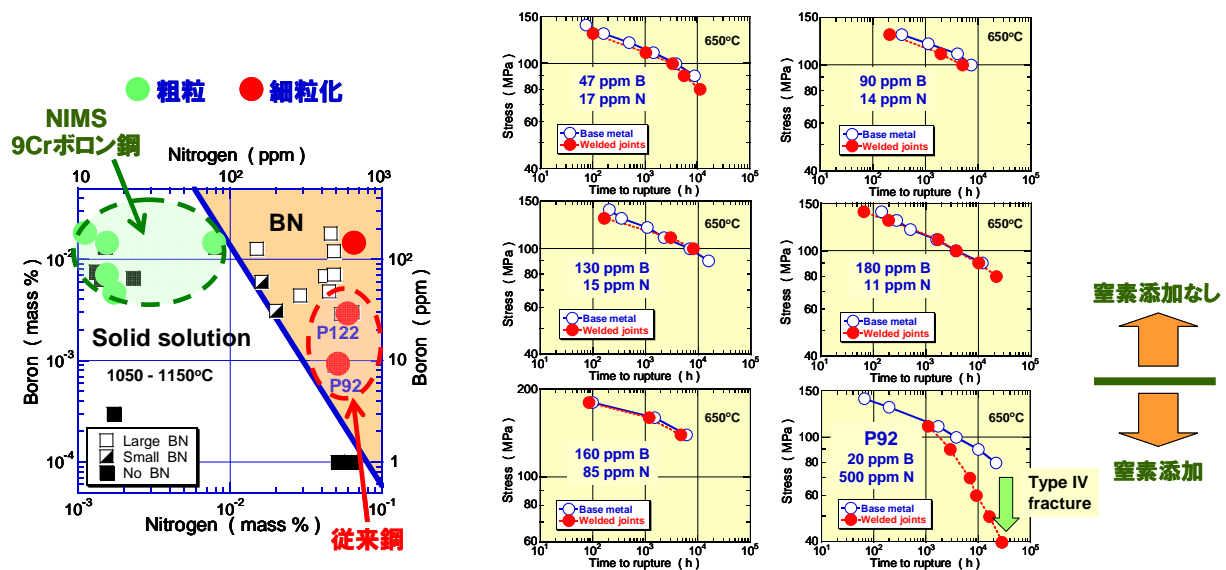 粗粒
細粒化
NIMS
9Crボロン鋼
Nitrogen ( ppm )
10
10²
10³
BN
10⁻²
10²
Boron ( mass % )
Boron ( ppm )
Solid solution
P122
10⁻³
10
1050 - 1150ºC
P92
Large BN
Small BN
No BN
10⁻⁴
1
10⁻³
10⁻²
10⁻¹
Nitrogen ( mass % )
従来鋼
150
650ºC
100
Stress ( MPa )
80
47 ppm B
17 ppm N
60
Base metal
Welded joints
40
10¹ 10² 10³ 10⁴ 10⁵
Time to rupture ( h )
150
650ºC
100
Stress ( MPa )
80
90 ppm B
14 ppm N
60
Base metal
Welded joints
40
10¹ 10² 10³ 10⁴ 10⁵
Time to rupture ( h )
150
650ºC
100
Stress ( MPa )
80
130 ppm B
15 ppm N
60
Base metal
Welded joints
40
10¹ 10² 10³ 10⁴ 10⁵
Time to rupture ( h )
150
650ºC
100
Stress ( MPa )
80
180 ppm B
11 ppm N
60
Base metal
Welded joints
40
10¹ 10² 10³ 10⁴ 10⁵
Time to rupture ( h )
200
650ºC
Stress ( MPa )
100
160 ppm B
85 ppm N
80
Base metal
Welded joints
60
10¹ 10² 10³ 10⁴ 10⁵
Time to rupture ( h )
150
650ºC
100
Stress ( MPa )
P92
20 ppm B
500 ppm N
80
60
Base metal
Welded joints
40
10¹ 10² 10³ 10⁴ 10⁵
Time to rupture ( h )
Type IV
fracture
窒素添加なし
窒素添加